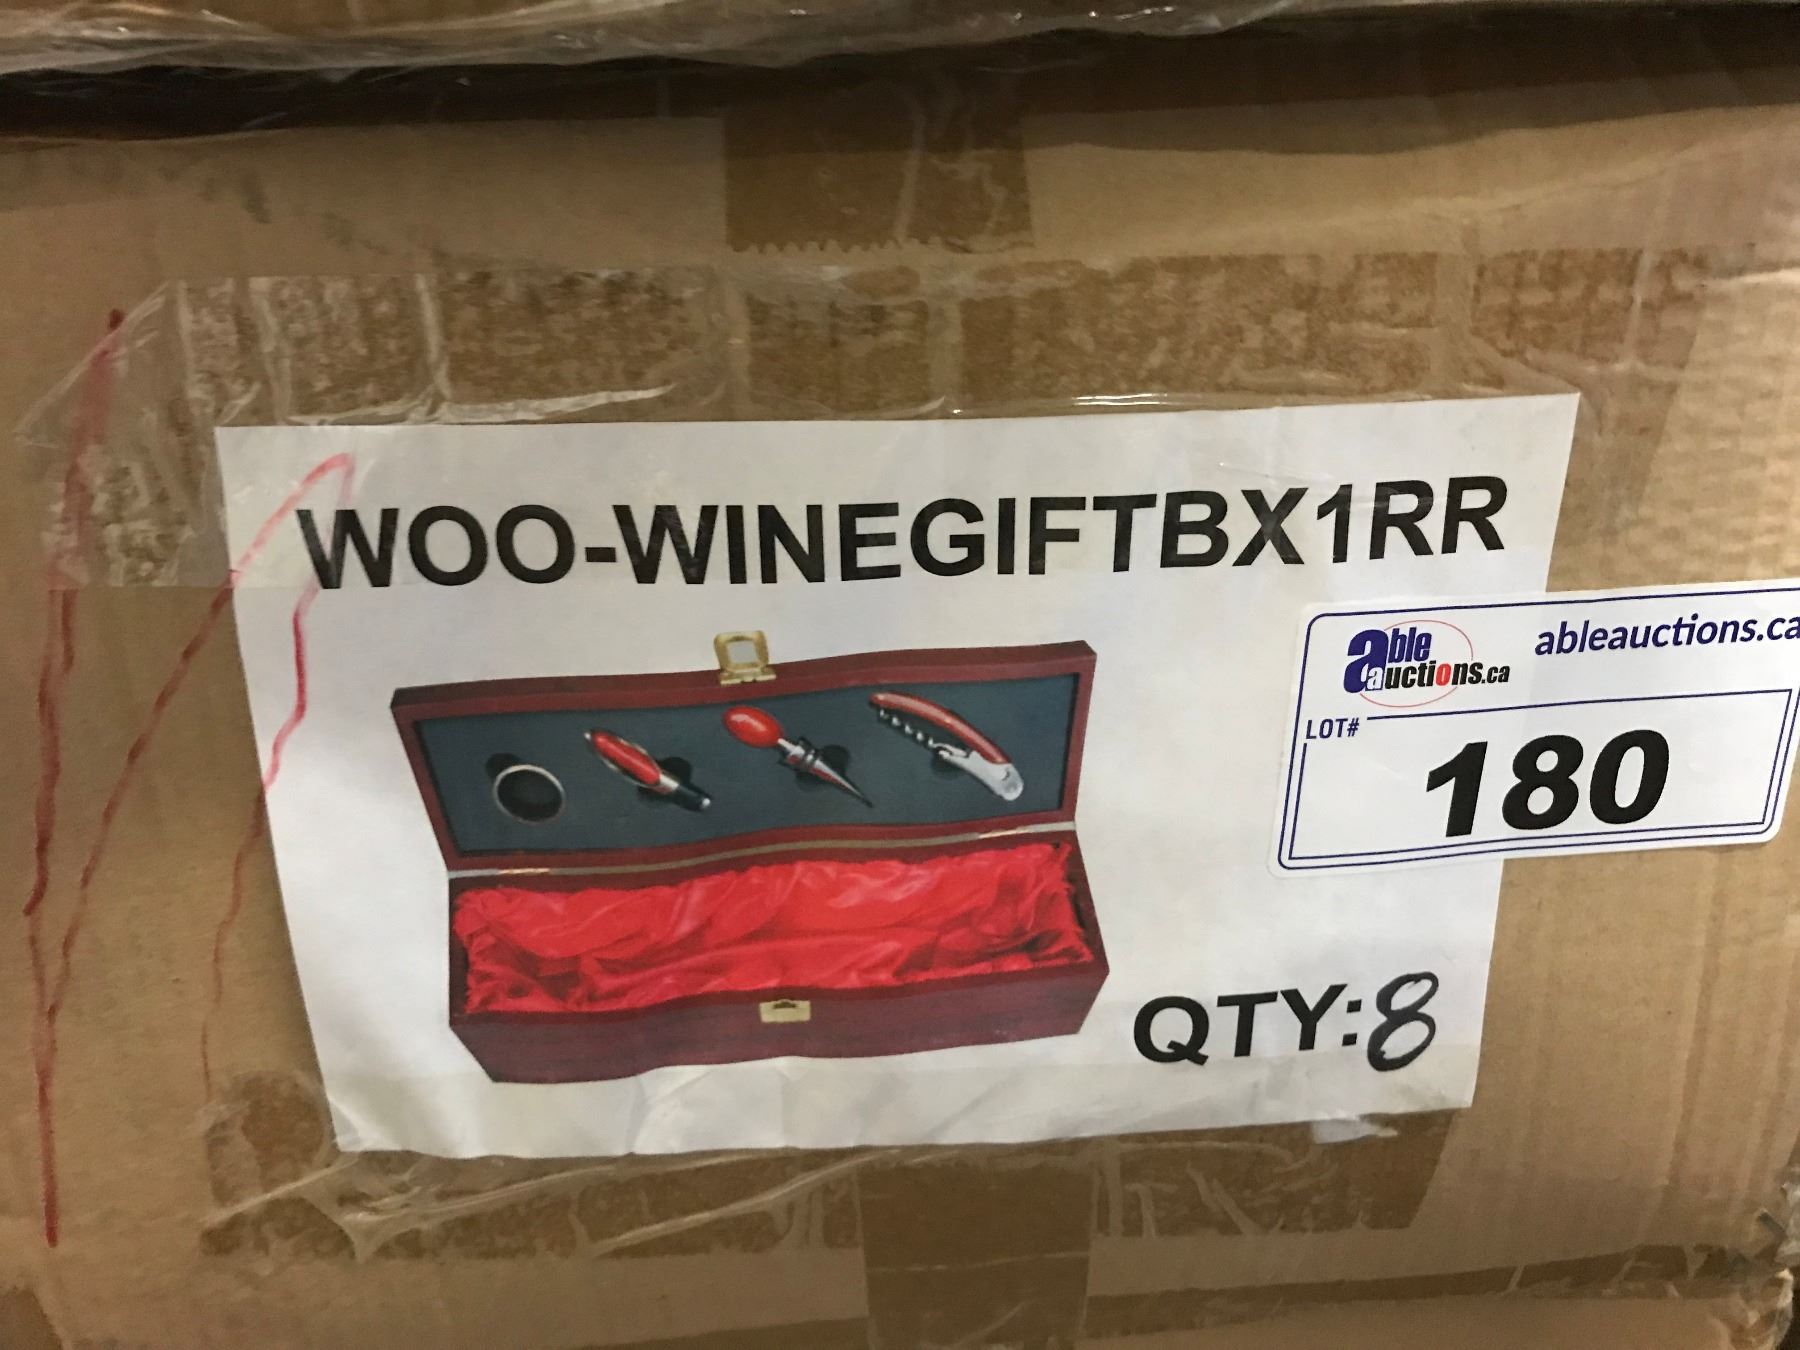 WOO-WINEGIFTBX1RR
able auctions.ca
ableauctions.ca
LOT#
180
QTY:8